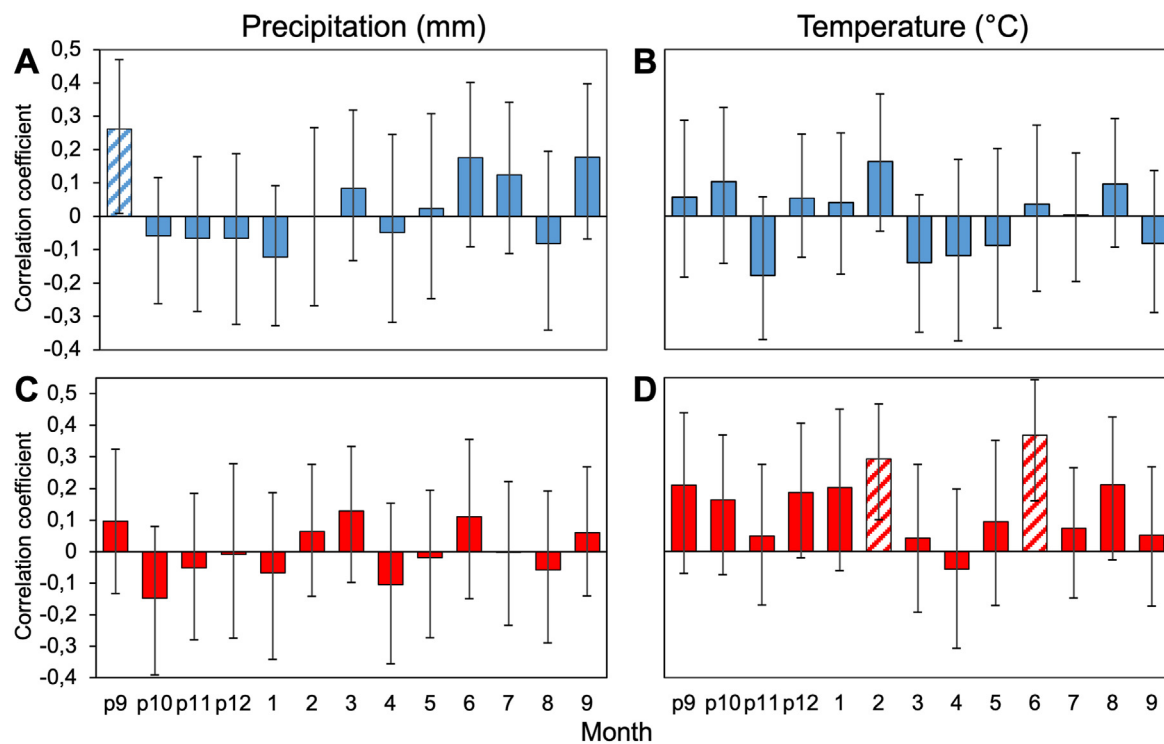 Precipitation (mm)
Temperature (°C)
A
B
Correlation coefficient
0,5
0,4
0,3
0,2
0,1
0
-0,1
-0,2
-0,3
-0,4
C
D
Correlation coefficient
0,5
0,4
0,3
0,2
0,1
0
-0,1
-0,2
-0,3
-0,4
p9 p10 p11 p12 1 2 3 4 5 6 7 8 9
p9 p10 p11 p12 1 2 3 4 5 6 7 8 9
Month